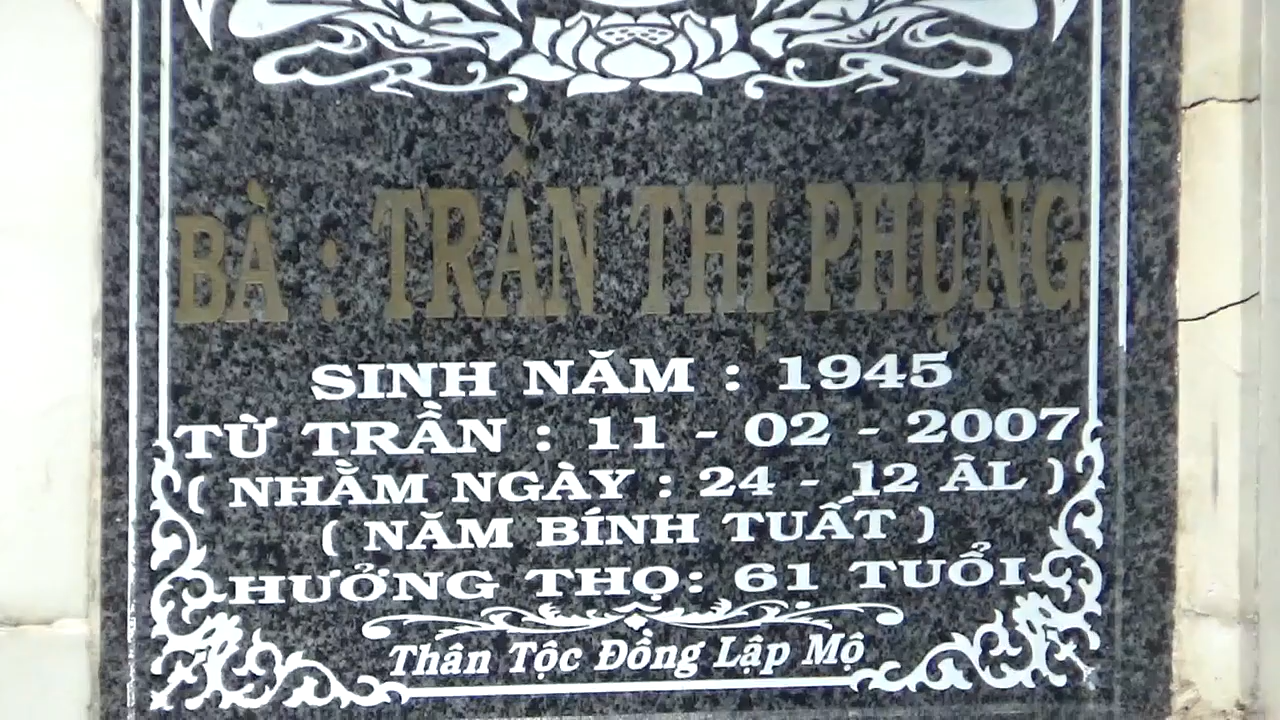 BÀ : TRẦN THỊ PHỤNG
SINH NĂM : 1945
TỪ TRẦN : 11 - 02 - 2007
( NHẰM NGÀY : 24 - 12 ÂL )
( NĂM BÍNH TUẤT )
HƯỞNG THỌ: 61 TUỔI
Thân Tộc Đồng Lập Mộ